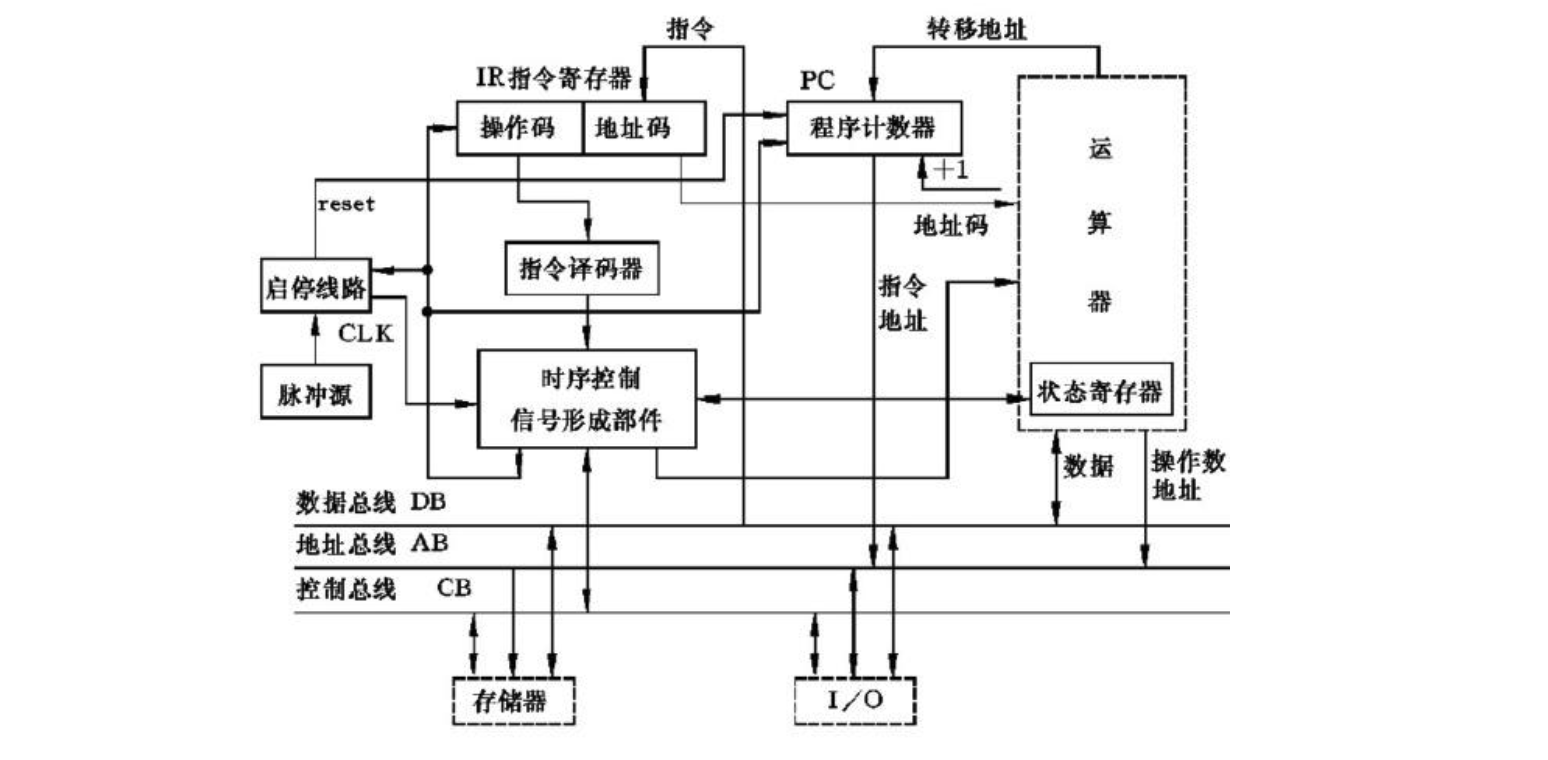 指令
转移地址
IR指令寄存器
PC
操作码
地址码
程序计数器
运
算
器
+1
reset
地址码
指令译码器
启停线路
指令
地址
CLK
时序控制
信号形成部件
脉冲源
状态寄存器
数据
操作数
地址
数据总线 DB
地址总线 AB
控制总线 CB
存储器
I/O